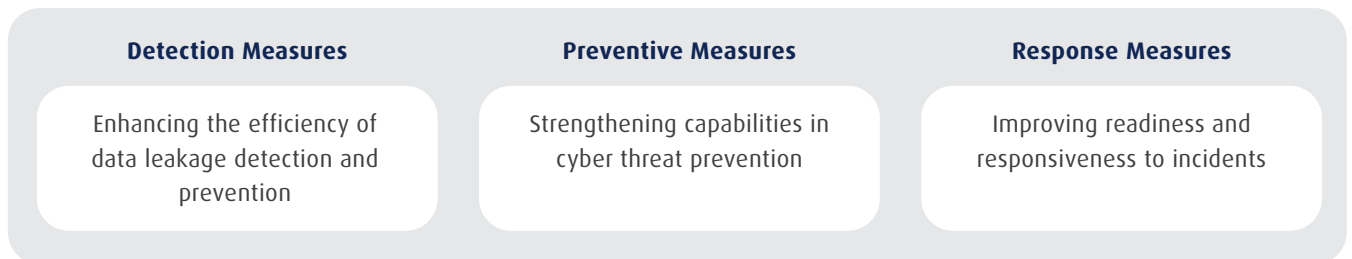 Detection Measures
Enhancing the efficiency of
data leakage detection and
prevention
Preventive Measures
Strengthening capabilities in
cyber threat prevention
Response Measures
Improving readiness and
responsiveness to incidents